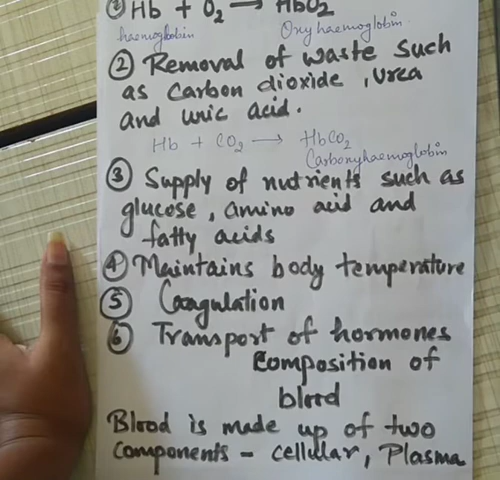 ① Hb + O2 → HbO2
haemoglobin Oxyhaemoglobin
② Removal of waste such
as carbon dioxide, urea
and uric acid.
Hb + CO2 → HbCO2
Carboxyhaemoglobin
③ Supply of nutrients such as
glucose, amino acid and
fatty acids
④ Maintains body temperature
⑤ Coagulation
⑥ Transport of hormones
Composition of
blood
Blood is made up of two
components - cellular, Plasma